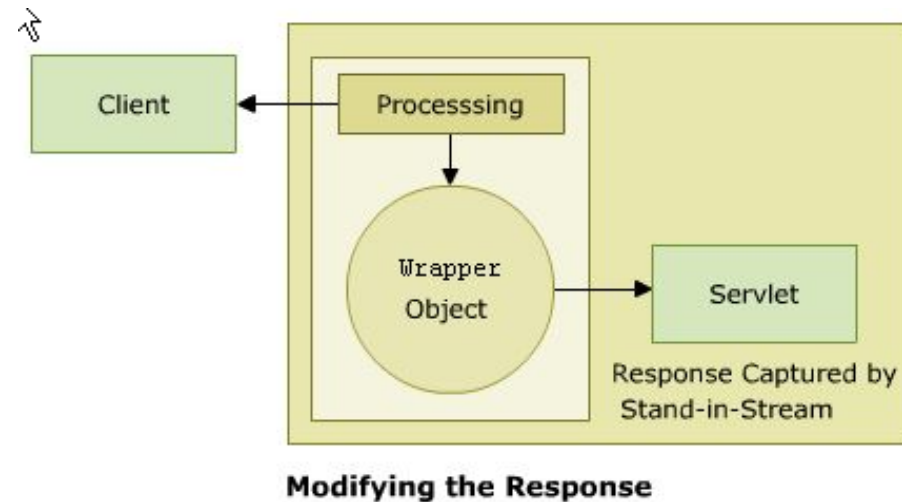 Client
Processsing
Wrapper
Object
Servlet
Response Captured by
Stand-in-Stream
Modifying the Response